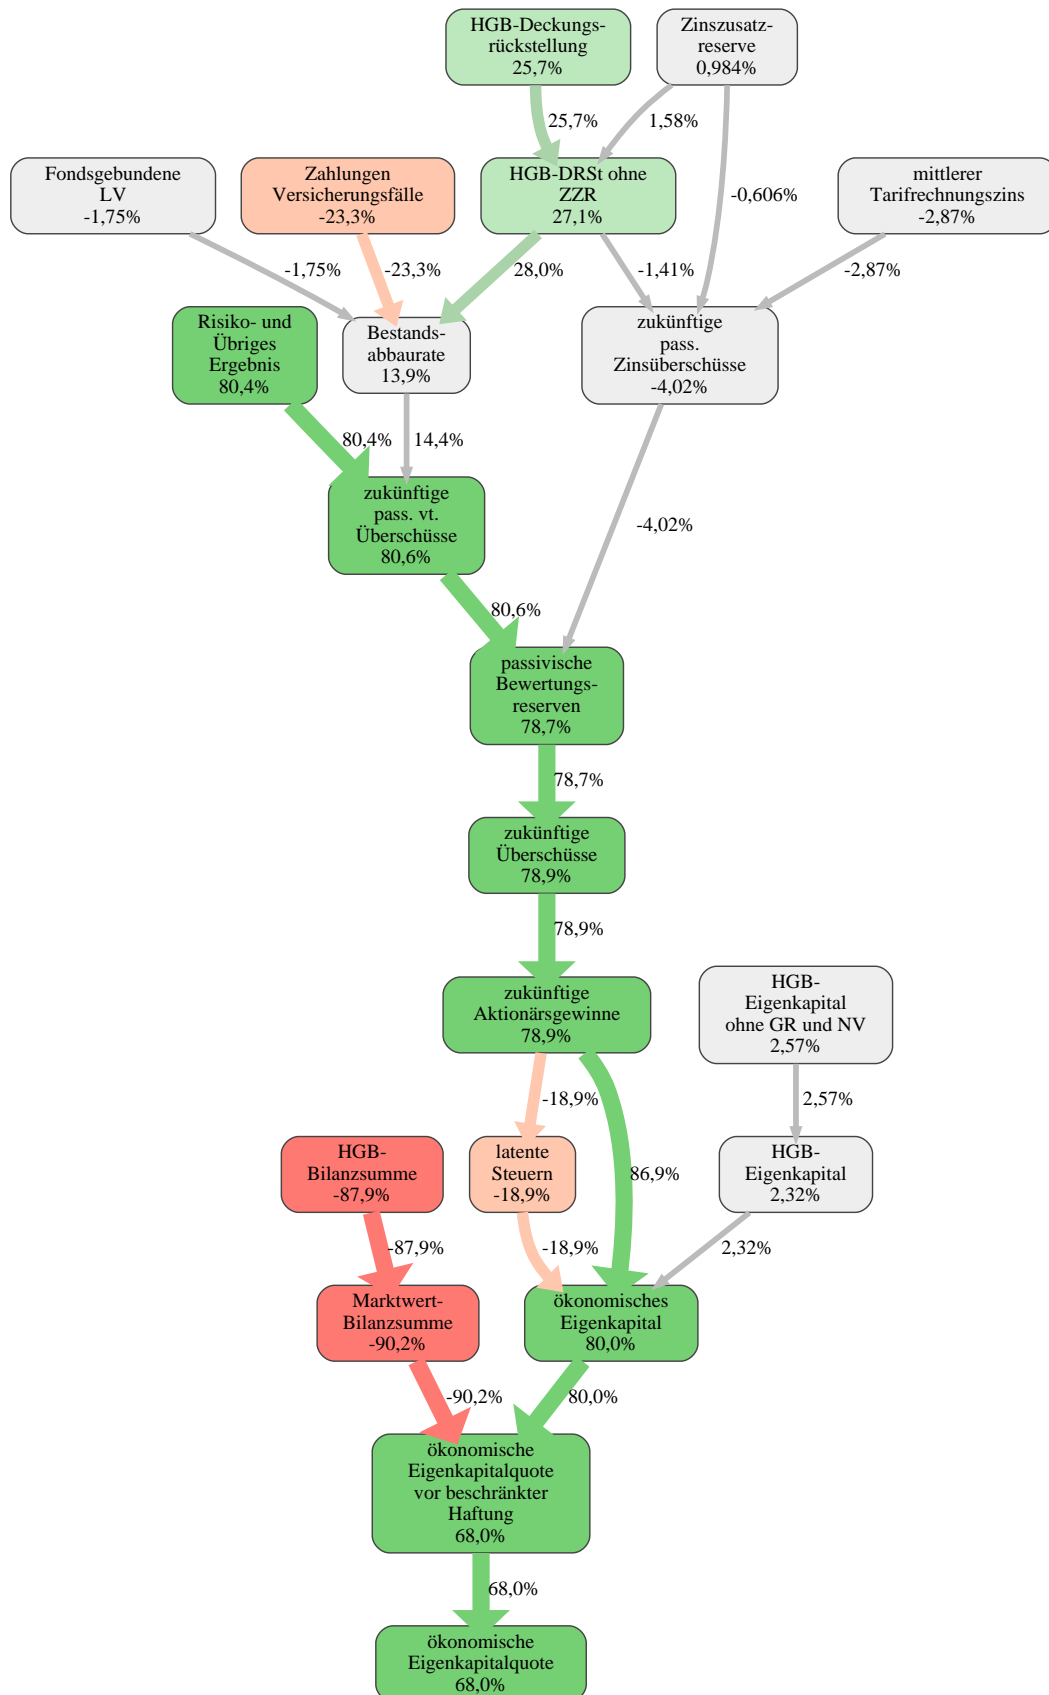 HGB-Deckungs-
rückstellung
25,7%
Zinszusatz-
reserve
0,984%
25,7%
1,58%
Fondsgebundene
LV
-1,75%
Zahlungen
Versicherungsfälle
-23,3%
HGB-DRSt ohne
ZZR
27,1%
-0,606%
mittlerer
Tarifrechnungszins
-2,87%
-1,75%
-23,3%
28,0%
-1,41%
-2,87%
Risiko- und
Übriges
Ergebnis
80,4%
Bestands-
abbaurate
13,9%
zukünftige
pass.
Zinsüberschüsse
-4,02%
80,4%
14,4%
zukünftige
pass. vt.
Überschüsse
80,6%
-4,02%
80,6%
passivische
Bewertungs-
reserven
78,7%
78,7%
zukünftige
Überschüsse
78,9%
78,9%
zukünftige
Aktionärsgewinne
78,9%
HGB-
Eigenkapital
ohne GR und NV
2,57%
-18,9%
2,57%
HGB-
Bilanzsumme
-87,9%
latente
Steuern
-18,9%
86,9%
HGB-
Eigenkapital
2,32%
-87,9%
-18,9%
2,32%
Marktwert-
Bilanzsumme
-90,2%
ökonomisches
Eigenkapital
80,0%
-90,2%
80,0%
ökonomische
Eigenkapitalquote
vor beschränkter
Haftung
68,0%
68,0%
ökonomische
Eigenkapitalquote
68,0%